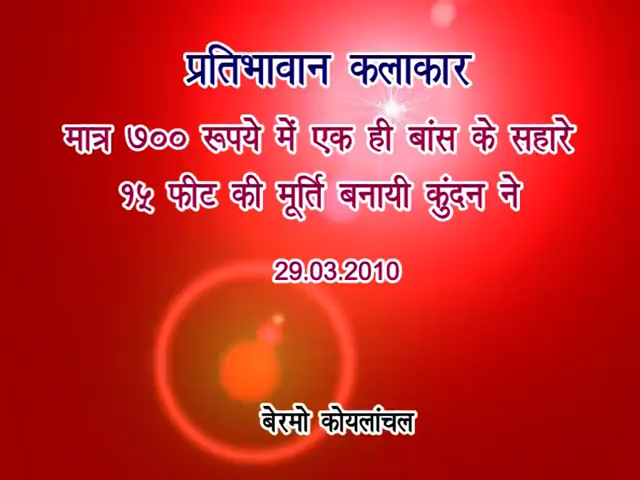 प्रतिभावान कलाकार
मात्र ७०० रूपये में एक ही बांस के सहारे
१५ फीट की मूर्ति बनायी कुंदन ने
29.03.2010
बेरमो कोयलांचल